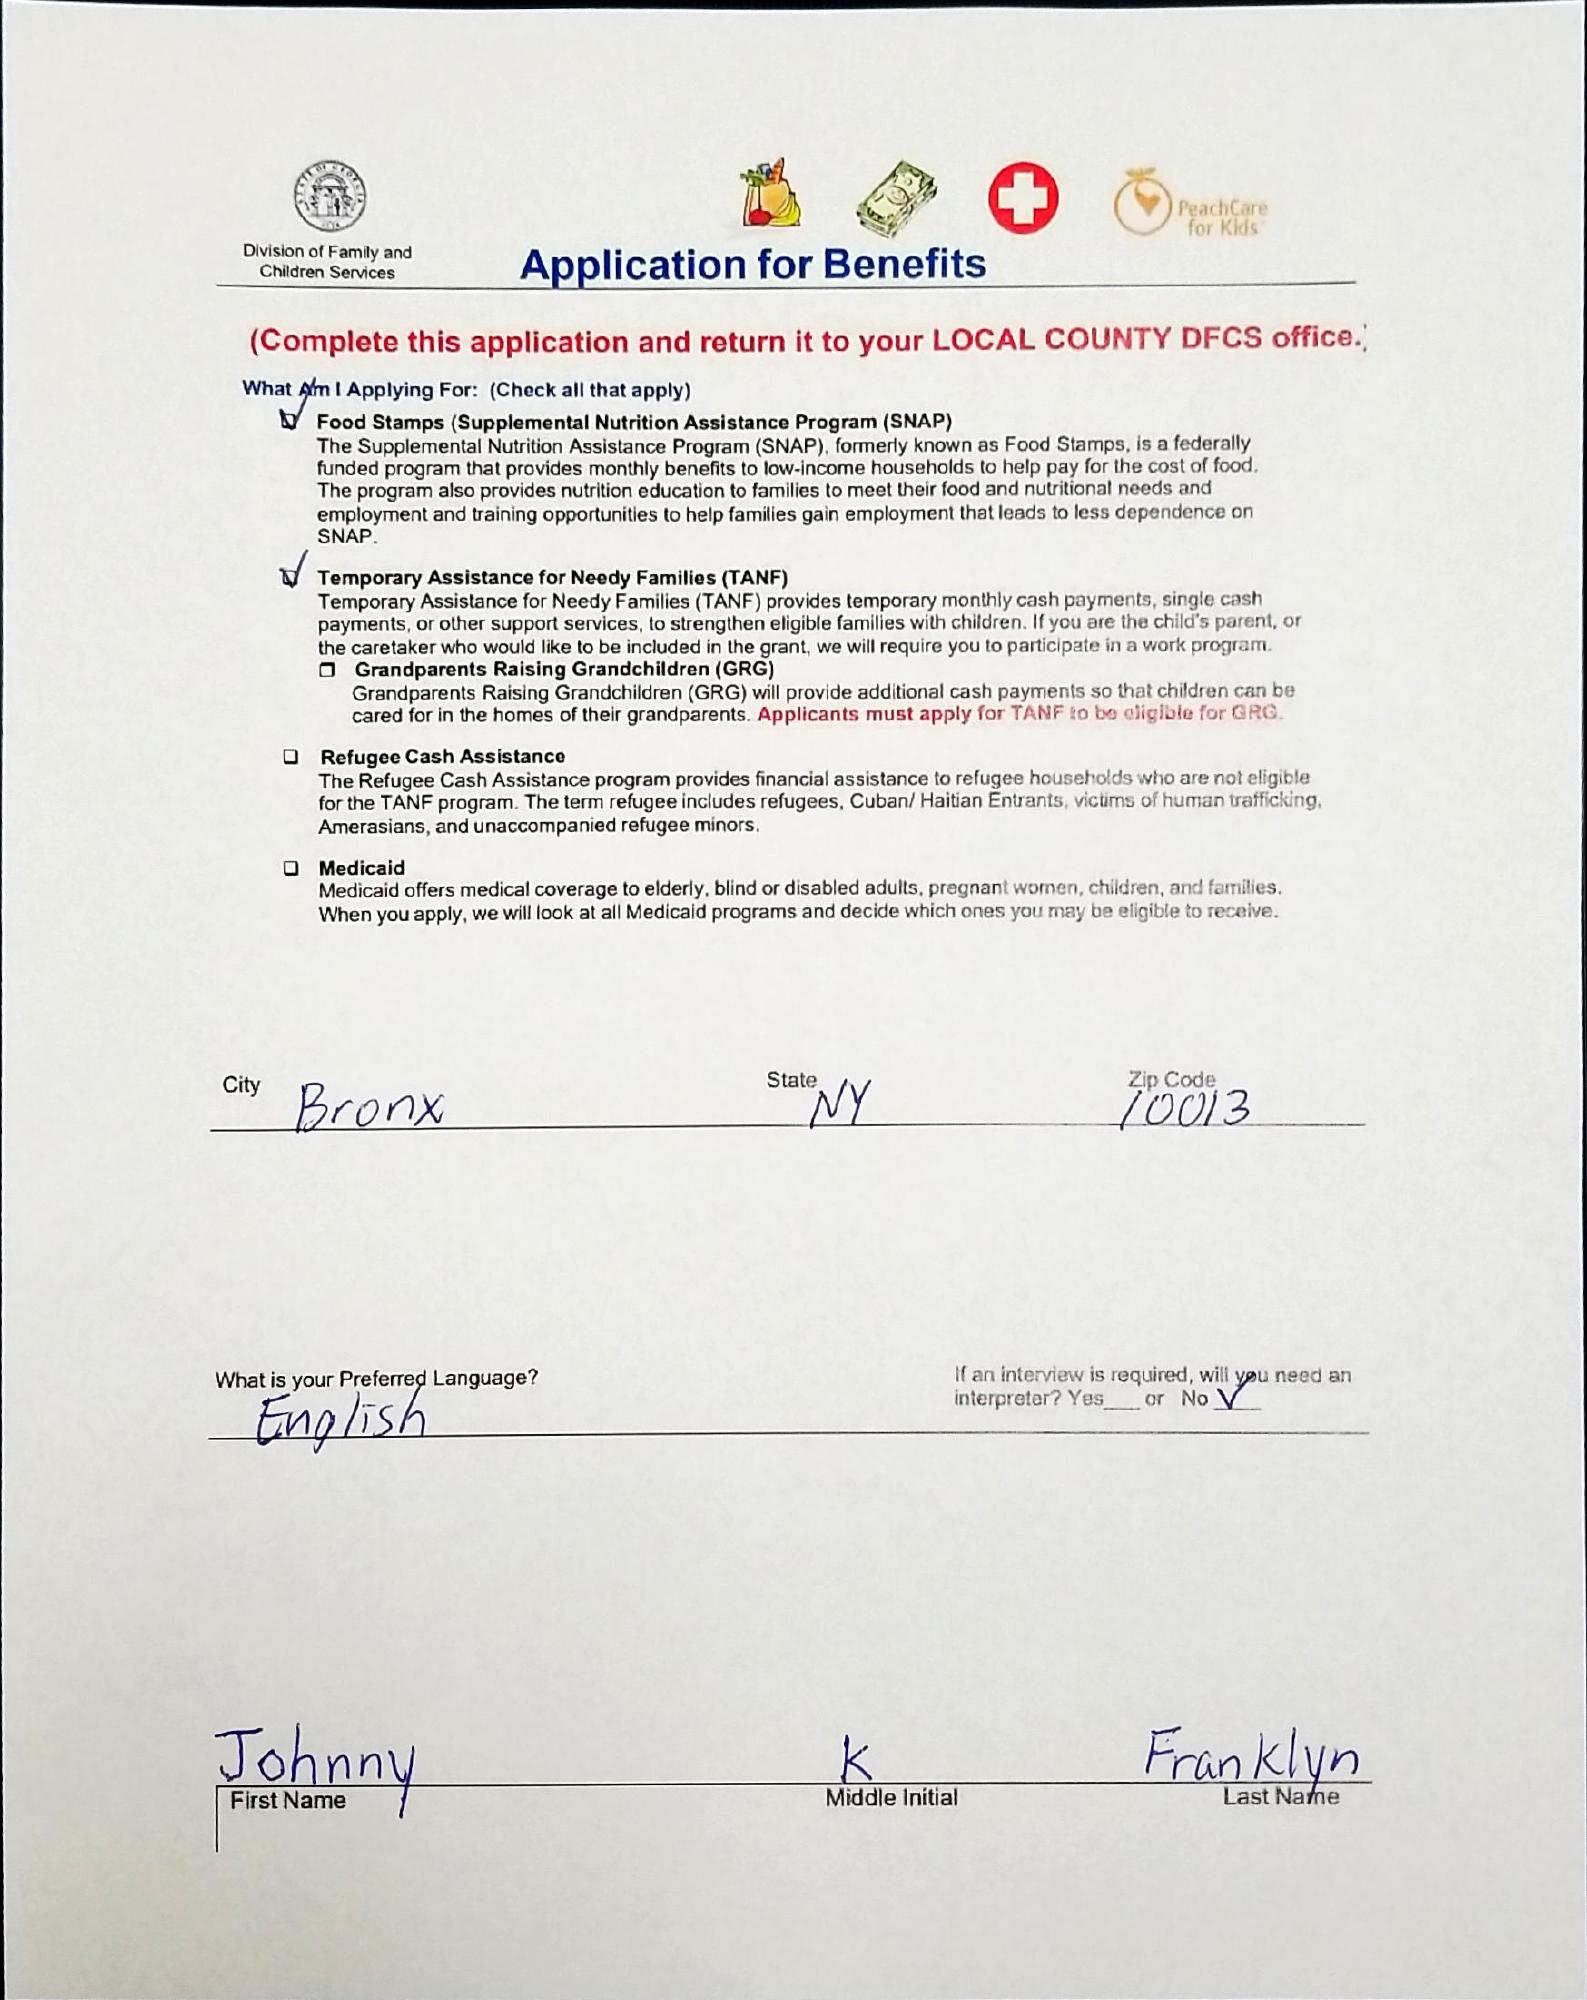 STATE OF GEORGIA
Division of Family and
Children Services
PeachCare
for Kids
Application for Benefits
(Complete this application and return it to your LOCAL COUNTY DFCS office.)
What Am I Applying For: (Check all that apply)
Food Stamps (Supplemental Nutrition Assistance Program (SNAP)
The Supplemental Nutrition Assistance Program (SNAP), formerly known as Food Stamps, is a federally
funded program that provides monthly benefits to low-income households to help pay for the cost of food.
The program also provides nutrition education to families to meet their food and nutritional needs and
employment and training opportunities to help families gain employment that leads to less dependence on
SNAP.
Temporary Assistance for Needy Families (TANF)
Temporary Assistance for Needy Families (TANF) provides temporary monthly cash payments, single cash
payments, or other support services, to strengthen eligible families with children. If you are the child's parent, or
the caretaker who would like to be included in the grant, we will require you to participate in a work program.
Grandparents Raising Grandchildren (GRG)
Grandparents Raising Grandchildren (GRG) will provide additional cash payments so that children can be
cared for in the homes of their grandparents. Applicants must apply for TANF to be eligible for GRG.
Refugee Cash Assistance
The Refugee Cash Assistance program provides financial assistance to refugee households who are not eligible
for the TANF program. The term refugee includes refugees, Cuban/ Haitian Entrants, victims of human trafficking,
Amerasians, and unaccompanied refugee minors.
Medicaid
Medicaid offers medical coverage to elderly, blind or disabled adults, pregnant women, children, and families.
When you apply, we will look at all Medicaid programs and decide which ones you may be eligible to receive.
City Bronx State NY Zip Code 10013
What is your Preferred Language?
English
If an interview is required, will you need an
interpreter? Yes___ or No ✓
Johnny K Franklyn
First Name Middle Initial Last Name